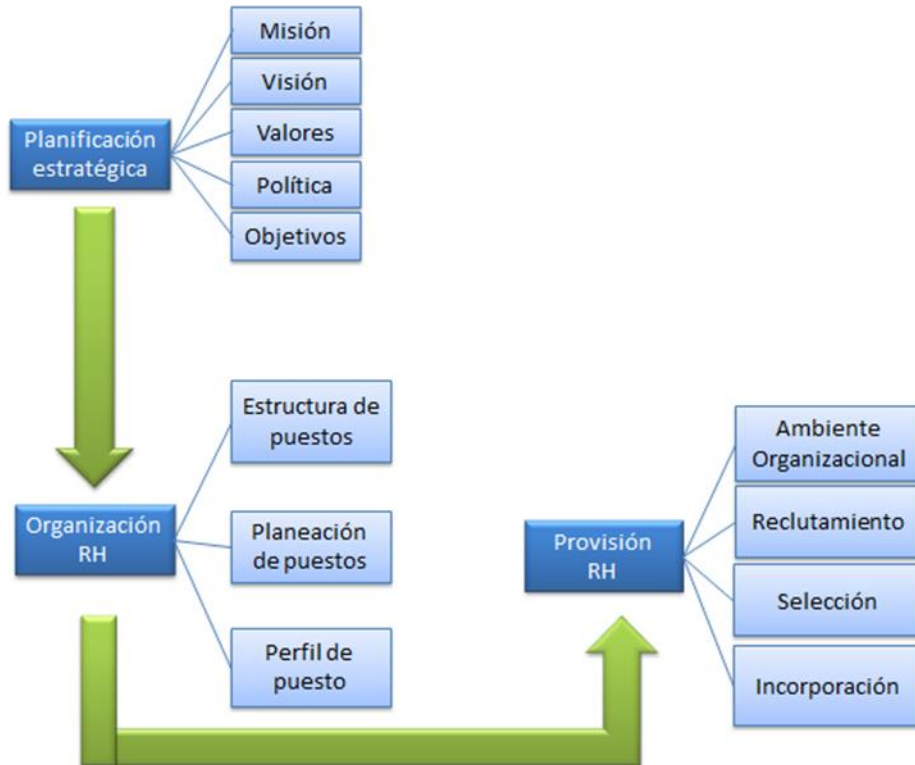 Planificación
estratégica
Misión
Visión
Valores
Política
Objetivos
Organización
RH
Estructura de
puestos
Planeación
de puestos
Perfil de
puesto
Provisión
RH
Ambiente
Organizacional
Reclutamiento
Selección
Incorporación